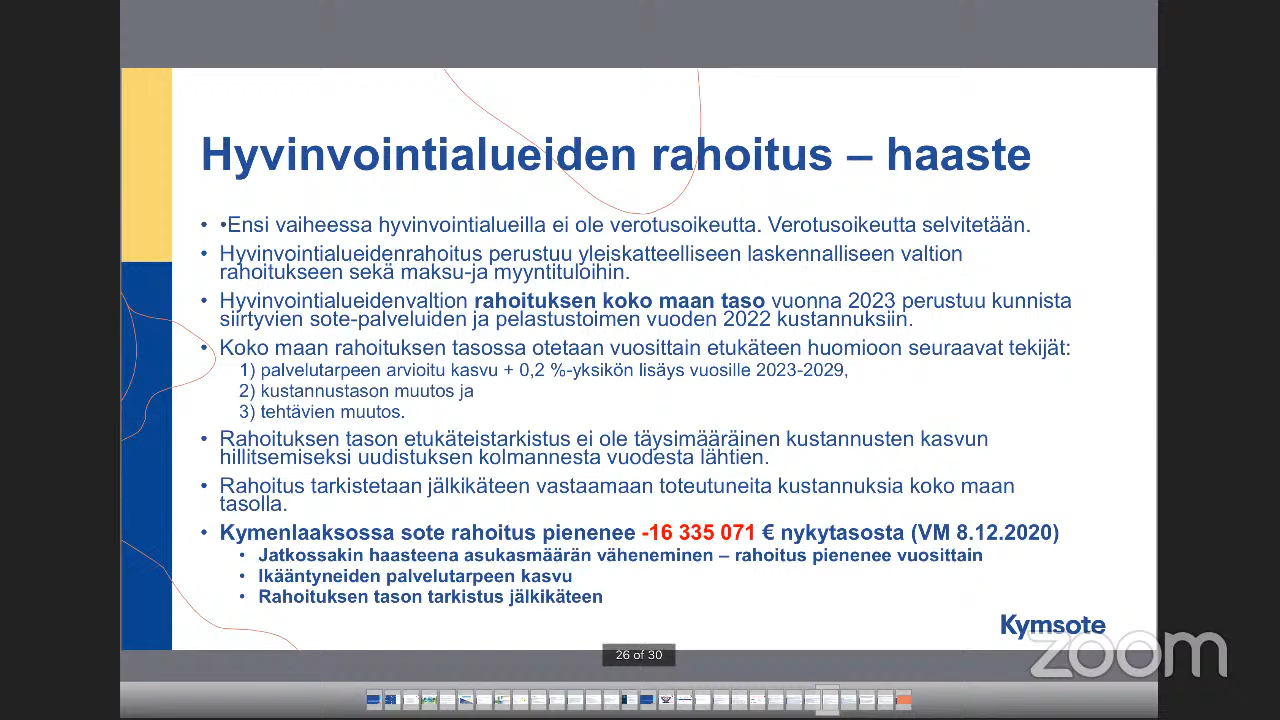 Hyvinvointialueiden rahoitus – haaste
• •Ensi vaiheessa hyvinvointialueilla ei ole verotusoikeutta. Verotusoikeutta selvitetään.
• Hyvinvointialueidenrahoitus perustuu yleiskatteelliseen laskennalliseen valtion
rahoitukseen sekä maksu-ja myyntituloihin.
• Hyvinvointialueidenvaltion rahoituksen koko maan taso vuonna 2023 perustuu kunnista
siirtyvien sote-palveluiden ja pelastustoimen vuoden 2022 kustannuksiin.
• Koko maan rahoituksen tasossa otetaan vuosittain etukäteen huomioon seuraavat tekijät:
1) palvelutarpeen arvioitu kasvu + 0,2 %-yksikön lisäys vuosille 2023-2029,
2) kustannustason muutos ja
3) tehtävien muutos.
• Rahoituksen tason etukäteistarkistus ei ole täysimääräinen kustannusten kasvun
hillitsemiseksi uudistuksen kolmannesta vuodesta lähtien.
• Rahoitus tarkistetaan jälkikäteen vastaamaan toteutuneita kustannuksia koko maan
tasolla.
• Kymenlaaksossa sote rahoitus pienenee -16 335 071 € nykytasosta (VM 8.12.2020)
• Jatkossakin haasteena asukasmäärän väheneminen – rahoitus pienenee vuosittain
• Ikääntyneiden palvelutarpeen kasvu
• Rahoituksen tason tarkistus jälkikäteen
Kymsote
zoom
26 of 30